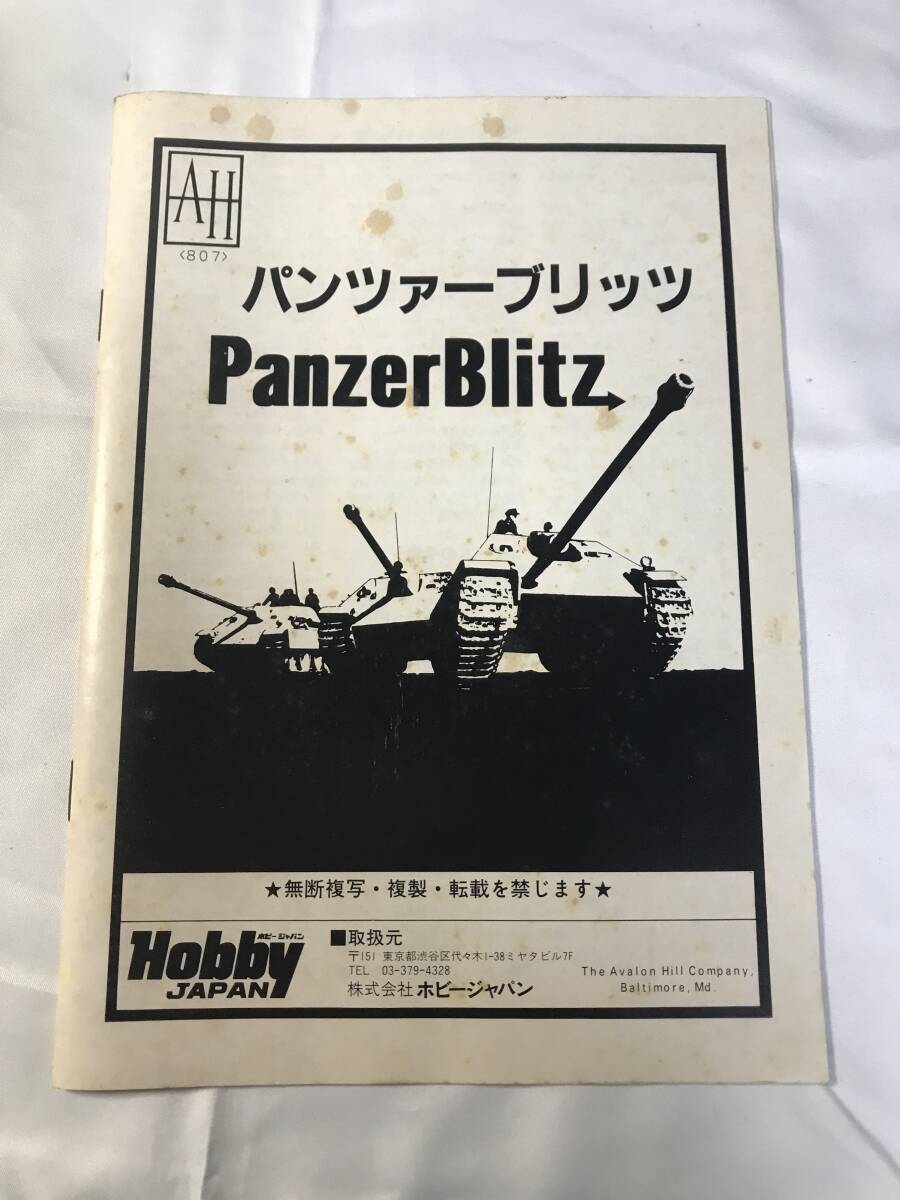 AH
〈807〉
パンツァーブリッツ
PanzerBlitz
★無断複写・複製・転載を禁じます★
ホビージャパン
Hobby
JAPAN
■取扱元
〒151 東京都渋谷区代々木1-38ミヤタビル7F
TEL 03-379-4328
株式会社 ホビージャパン
The Avalon Hill Company,
Baltimore, Md.